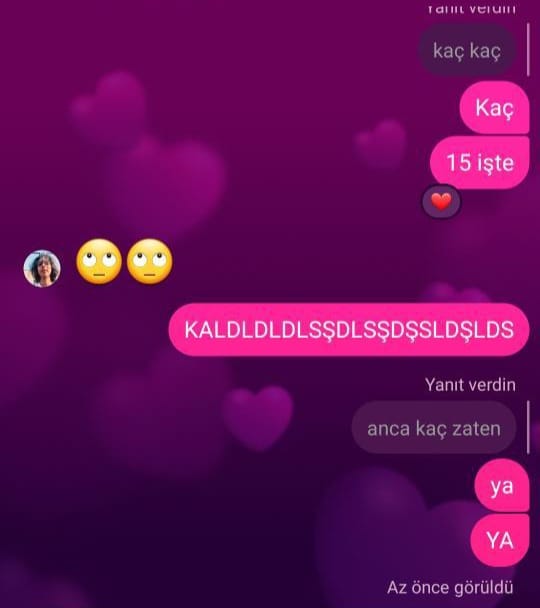 Yanıt verdin
kaç kaç
Kaç
15 işte
KALDLDLDLSŞDLSŞDŞSLDŞLDS
Yanıt verdin
anca kaç zaten
ya
YA
Az önce görüldü